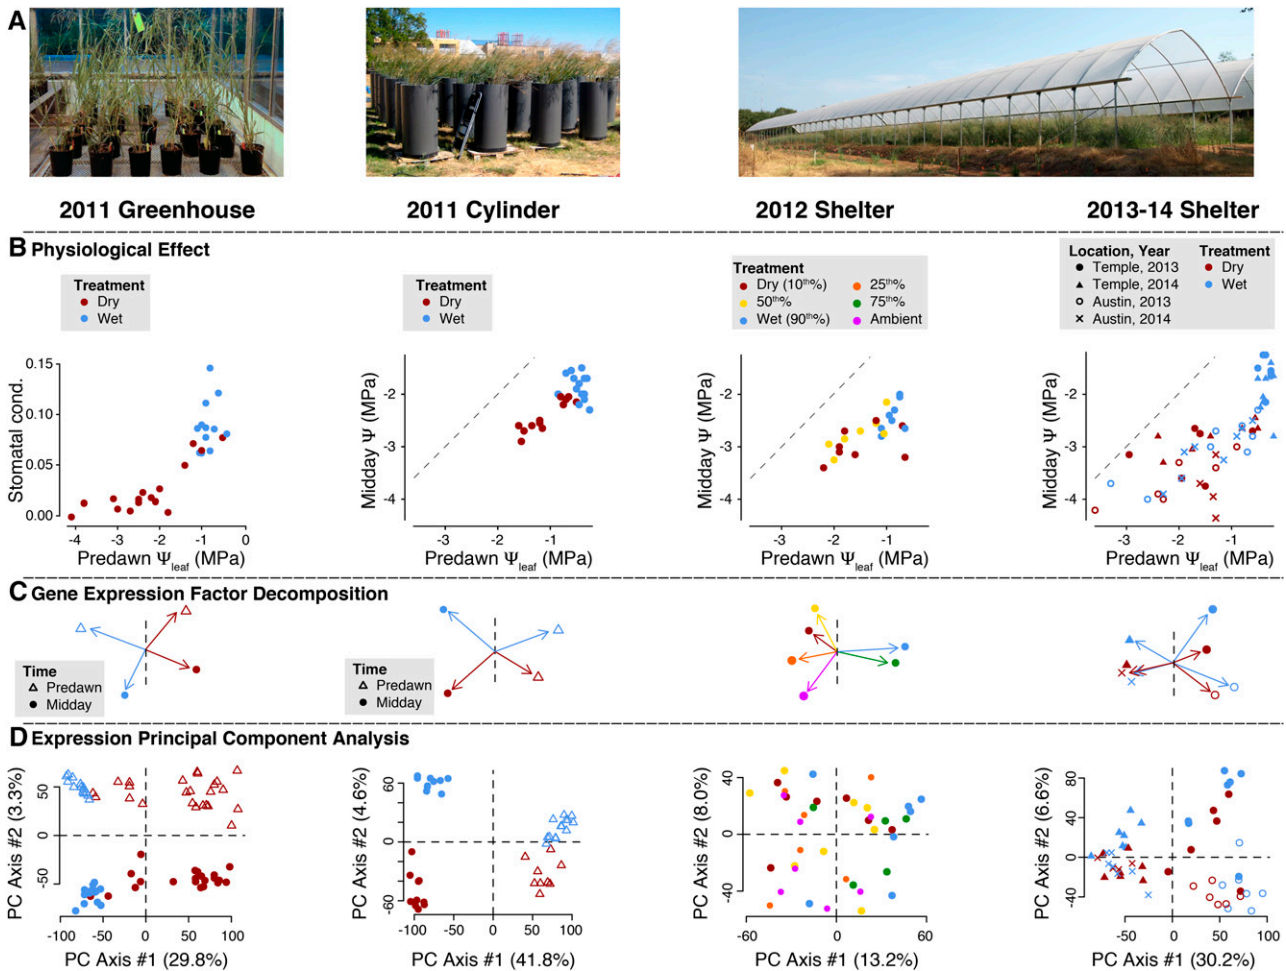 A
2011 Greenhouse
2011 Cylinder
2012 Shelter
2013-14 Shelter
B Physiological Effect
Treatment
Dry
Wet
Treatment
Dry
Wet
Treatment
Dry (10th%)
25th%
50th%
75th%
Wet (90th%)
Ambient
Location, Year
Temple, 2013
Temple, 2014
Austin, 2013
Austin, 2014
Treatment
Dry
Wet
Stomatal cond.
0.15
0.10
0.05
0.00
-4
-3
-2
-1
0
Predawn Ψleaf (MPa)
Midday Ψ (MPa)
-2
-3
-4
-3
-2
-1
Predawn Ψleaf (MPa)
Midday Ψ (MPa)
-2
-3
-4
-3
-2
-1
Predawn Ψleaf (MPa)
Midday Ψ (MPa)
-2
-3
-4
-3
-2
-1
Predawn Ψleaf (MPa)
C Gene Expression Factor Decomposition
Time
Predawn
Midday
Time
Predawn
Midday
D Expression Principal Component Analysis
PC Axis #2 (3.3%)
50
0
-50
-100
-50
0
50
100
PC Axis #1 (29.8%)
PC Axis #2 (4.6%)
60
0
-60
-100
-50
0
50
100
PC Axis #1 (41.8%)
PC Axis #2 (8.0%)
40
0
-40
-60
0
60
PC Axis #1 (13.2%)
PC Axis #2 (6.6%)
80
40
0
-40
-50
0
50
100
PC Axis #1 (30.2%)